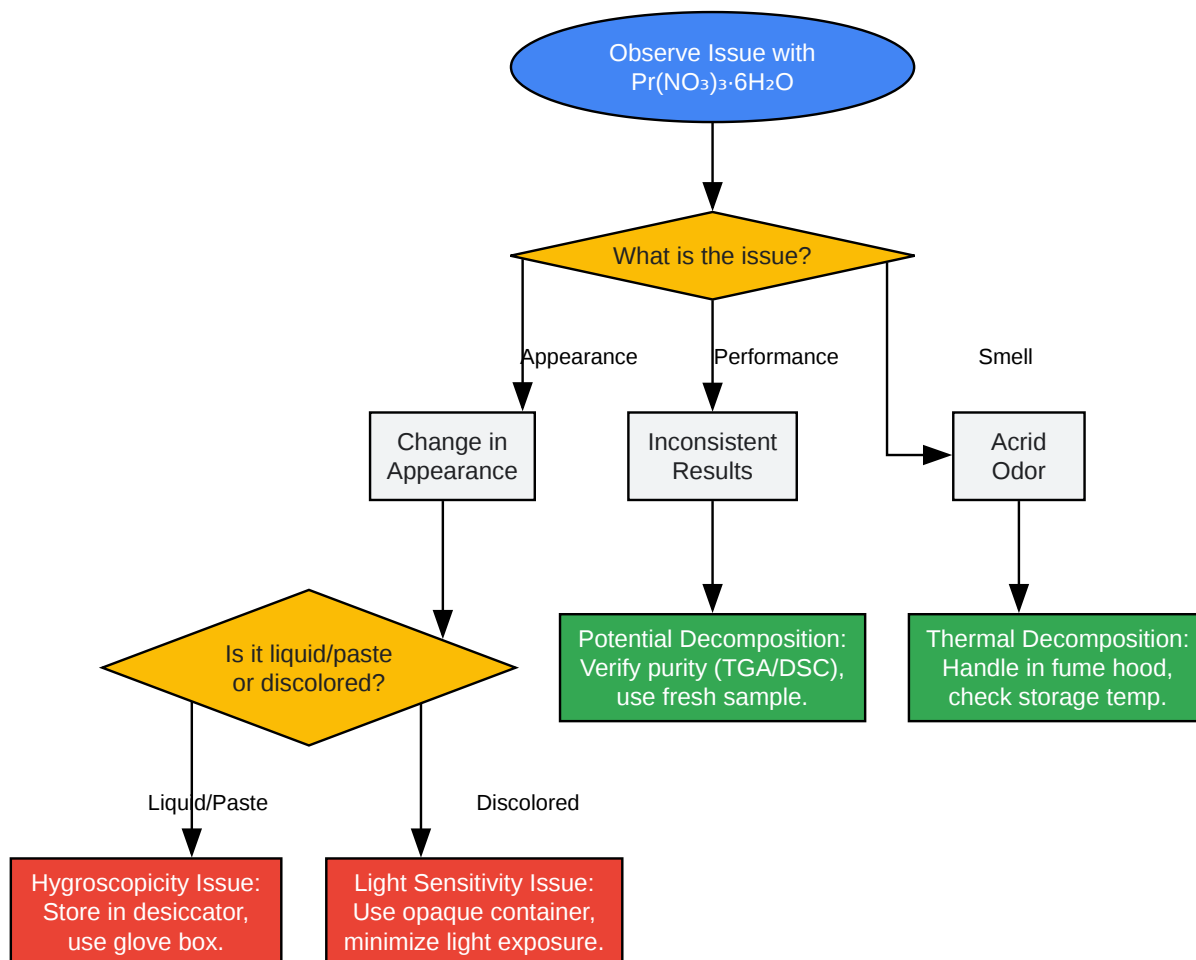 Observe Issue with
Pr(NO₃)₃·6H₂O
What is the issue?
Appearance
Performance
Smell
Change in
Appearance
Inconsistent
Results
Acrid
Odor
Is it liquid/paste
or discolored?
Potential Decomposition:
Verify purity (TGA/DSC),
use fresh sample.
Thermal Decomposition:
Handle in fume hood,
check storage temp.
Liquid/Paste
Discolored
Hygroscopicity Issue:
Store in desiccator,
use glove box.
Light Sensitivity Issue:
Use opaque container,
minimize light exposure.